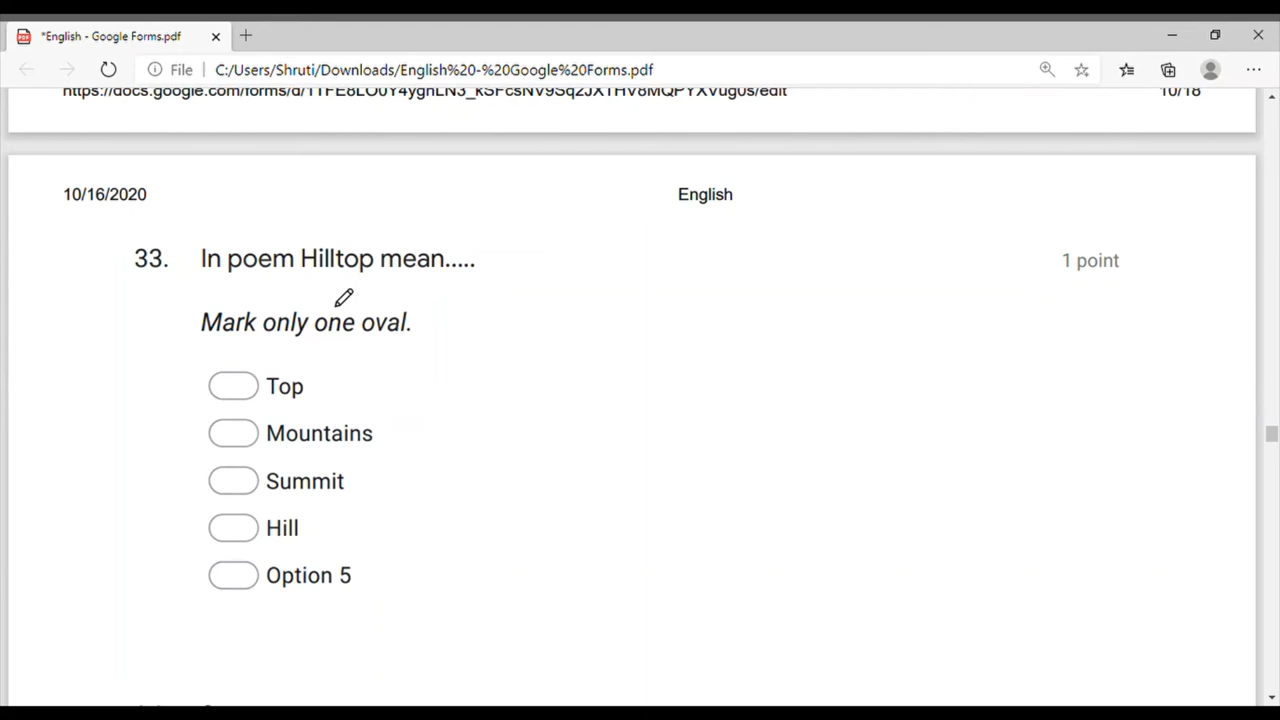 *English - Google Forms.pdf
File | C:/Users/Shruti/Downloads/English%20-%20Google%20Forms.pdf
10/18
10/16/2020 English
33. In poem Hilltop mean..... 1 point
Mark only one oval.
Top
Mountains
Summit
Hill
Option 5